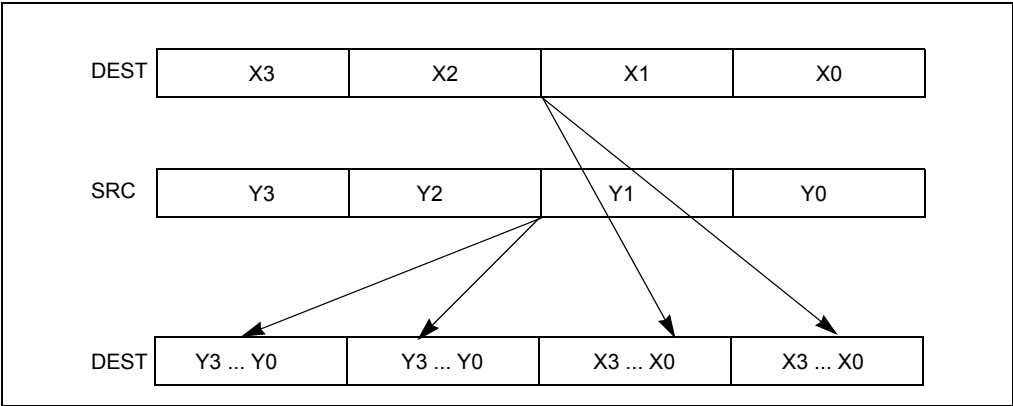 DEST X3 X2 X1 X0
SRC Y3 Y2 Y1 Y0
DEST Y3 ... Y0 Y3 ... Y0 X3 ... X0 X3 ... X0